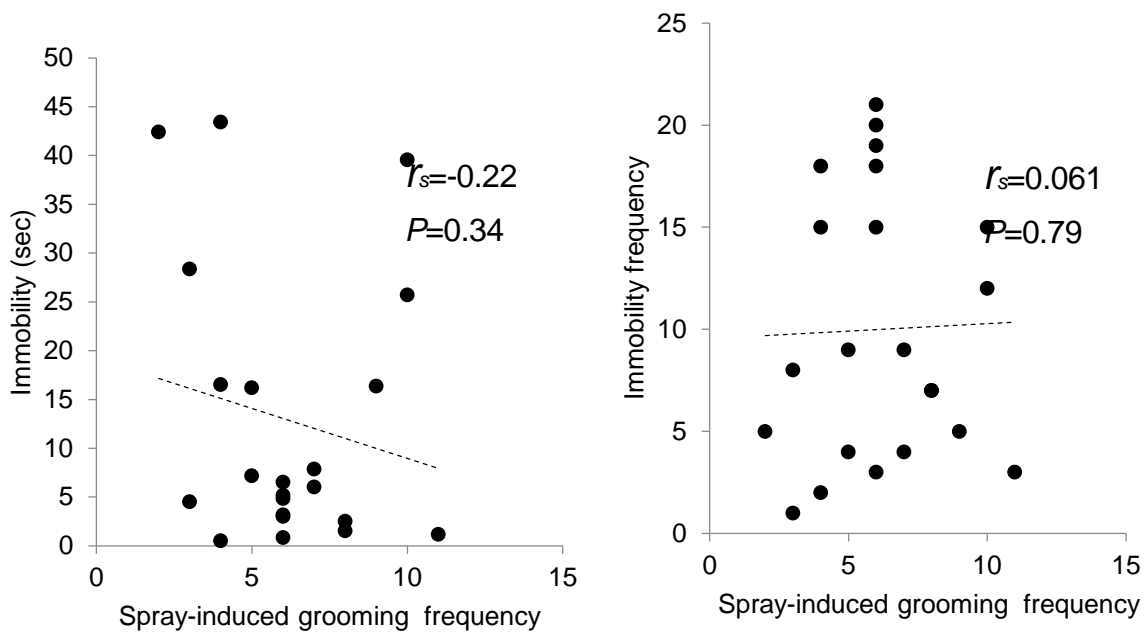 50
45
40
35
30
25
20
15
10
5
0
Immobility (sec)
rs=-0.22
P=0.34
0 5 10 15
Spray-induced grooming frequency
25
20
15
10
5
0
Immobility frequency
rs=0.061
P=0.79
0 5 10 15
Spray-induced grooming frequency